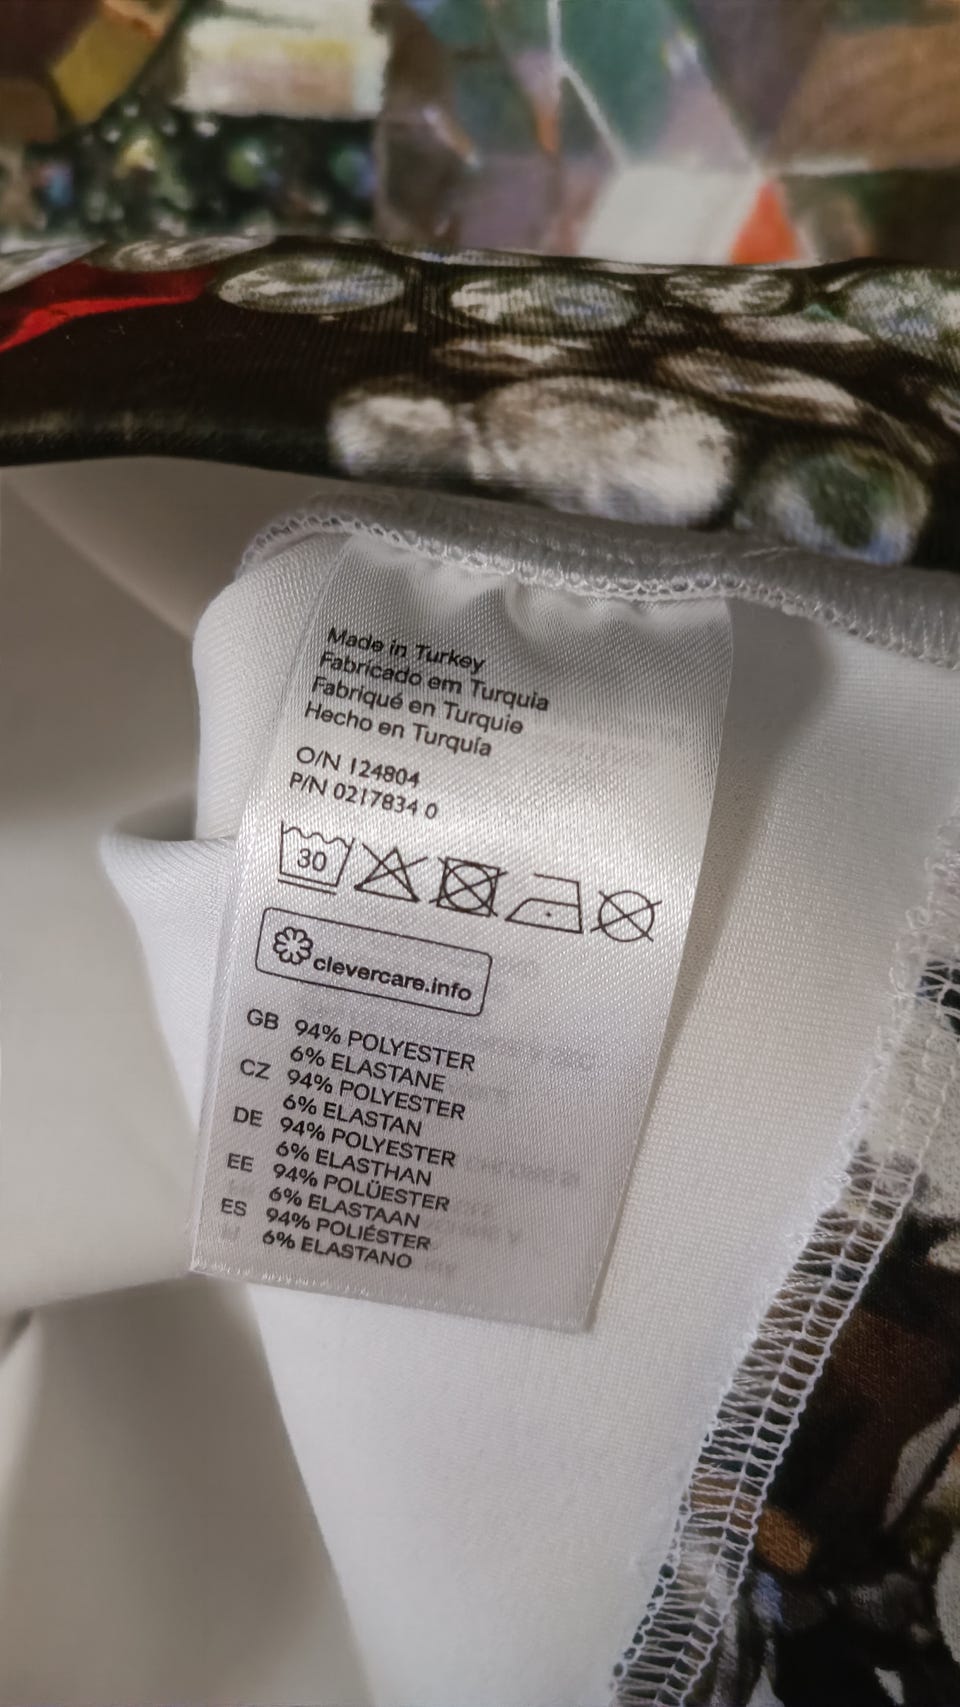 Made in Turkey
Fabricado em Turquia
Fabriqué en Turquie
Hecho en Turquía
O/N 124804
P/N 0217834 0
30
clevercare.info
GB 94% POLYESTER
6% ELASTANE
CZ 94% POLYESTER
6% ELASTAN
DE 94% POLYESTER
6% ELASTHAN
EE 94% POLÜESTER
6% ELASTAAN
ES 94% POLIÉSTER
6% ELASTANO